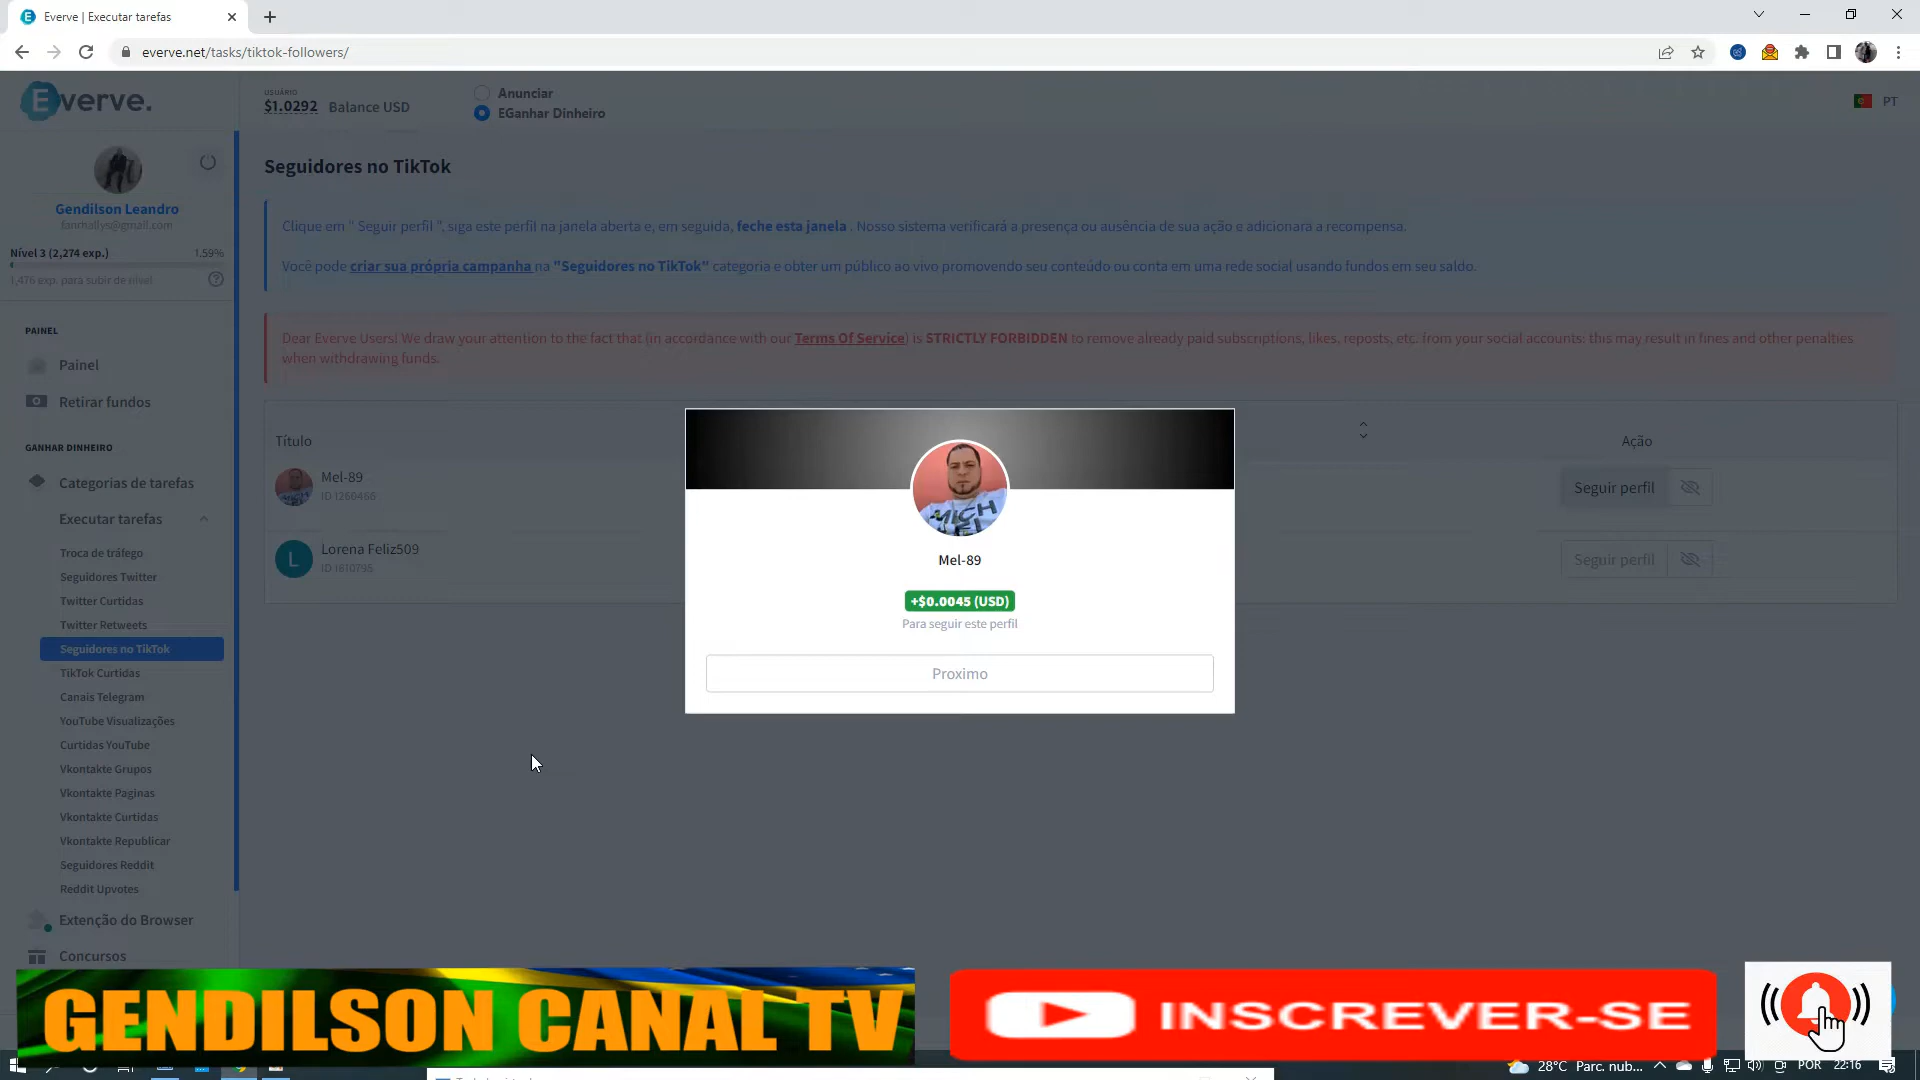 Everve | Executar tarefas
everve.net/tasks/tiktok-followers/
Everve.
USUÁRIO
$1.0292 Balance USD
Anunciar
EGanhar Dinheiro
PT
Gendilson Leandro
fanmallys@gmail.com
Nível 3 (2,274 exp.) 1.59%
1,476 exp. para subir de nível
PAINEL
Painel
Retirar fundos
GANHAR DINHEIRO
Categorias de tarefas
Executar tarefas
Troca de tráfego
Seguidores Twitter
Twitter Curtidas
Twitter Retweets
Seguidores no TikTok
TikTok Curtidas
Canais Telegram
YouTube Visualizações
Curtidas YouTube
Vkontakte Grupos
Vkontakte Paginas
Vkontakte Curtidas
Vkontakte Republicar
Seguidores Reddit
Reddit Upvotes
Extenção do Browser
Concursos
Seguidores no TikTok
Clique em " Seguir perfil ", siga este perfil na janela aberta e, em seguida, feche esta janela . Nosso sistema verificará a presença ou ausência de sua ação e adicionará a recompensa.
Você pode criar sua própria campanha na "Seguidores no TikTok" categoria e obter um público ao vivo promovendo seu conteúdo ou conta em uma rede social usando fundos em seu saldo.
Dear Everve Users! We draw your attention to the fact that (in accordance with our Terms Of Service) is STRICTLY FORBIDDEN to remove already paid subscriptions, likes, reposts, etc. from your social accounts: this may result in fines and other penalties
when withdrawing funds.
Título
Ação
Mel-89
ID 1260466
Seguir perfil
L
Lorena Feliz509
ID 1610795
Seguir perfil
MICH
Mel-89
+$0.0045 (USD)
Para seguir este perfil
Proximo
GENDILSON CANAL TV
INSCREVER-SE
28°C Parc. nub...
POR
22:16